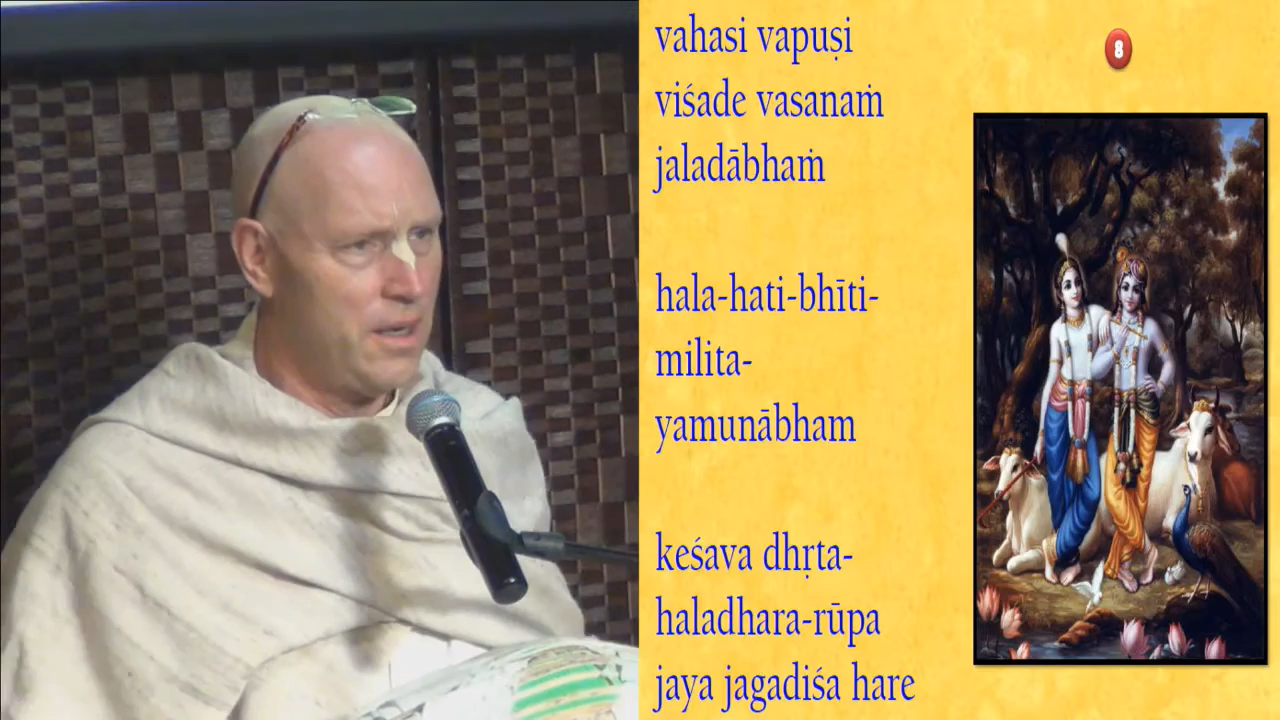 vahasi vapuṣi
viśade vasanaṁ
jaladābhaṁ
hala-hati-bhīti-
milita-
yamunābham
keśava dhṛta-
haladhara-rūpa
jaya jagadiśa hare
8